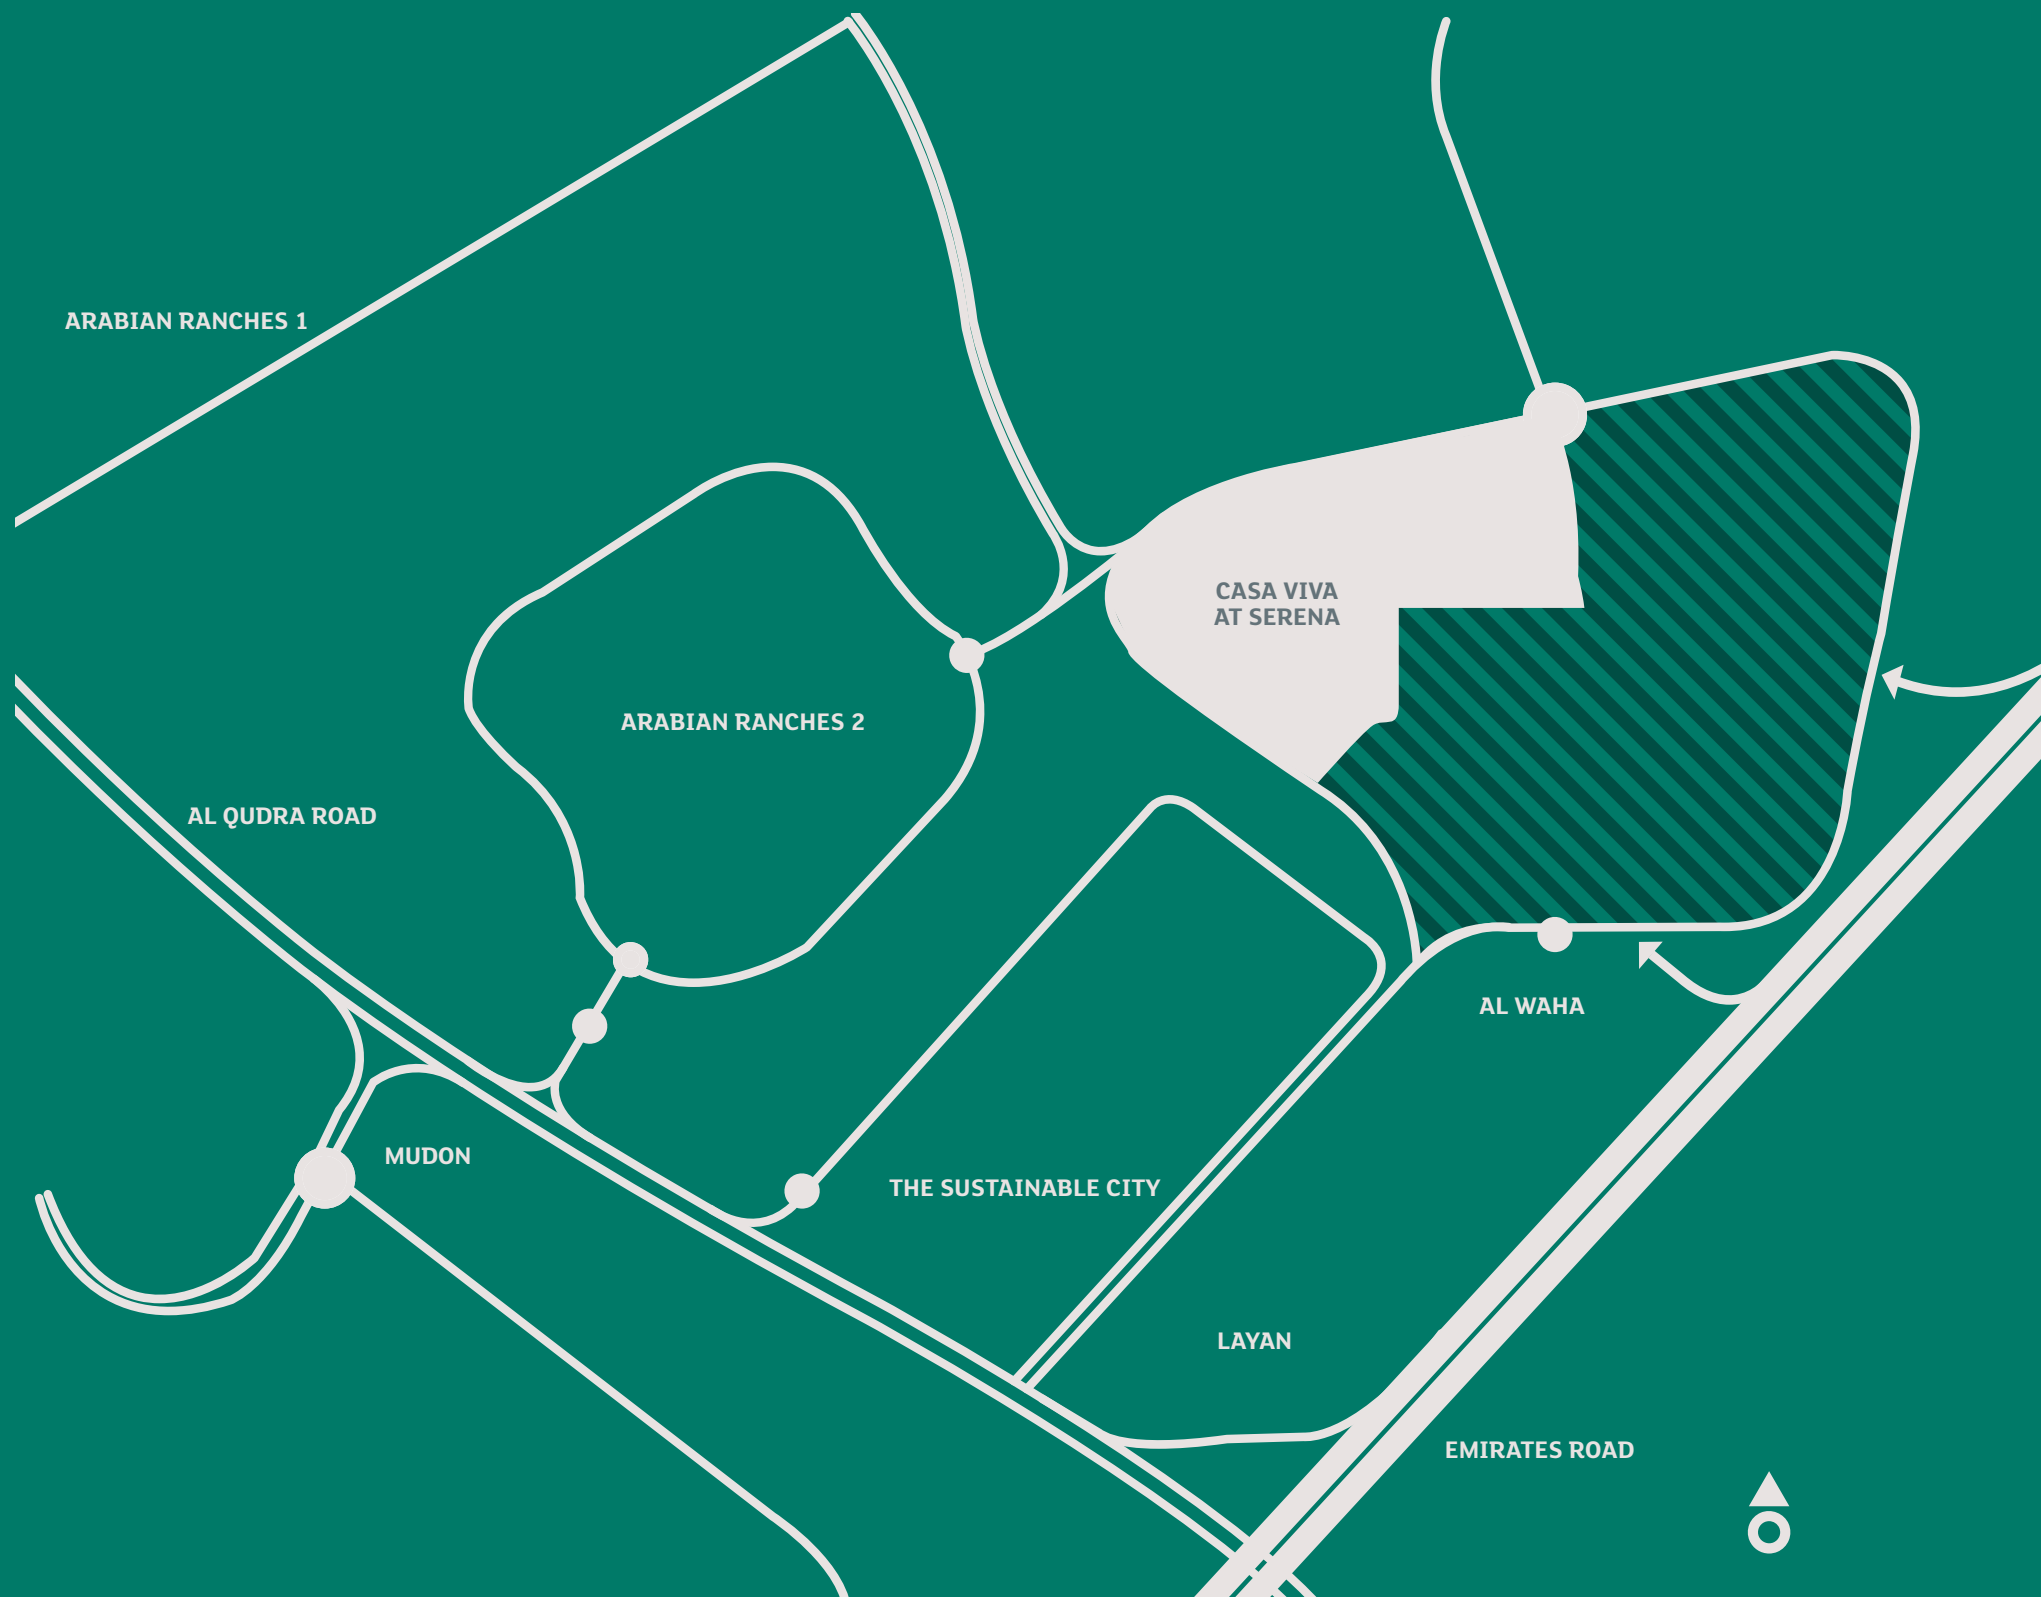 ARABIAN RANCHES 1
CASA VIVA
AT SERENA
ARABIAN RANCHES 2
AL QUDRA ROAD
AL WAHA
MUDON
THE SUSTAINABLE CITY
LAYAN
EMIRATES ROAD